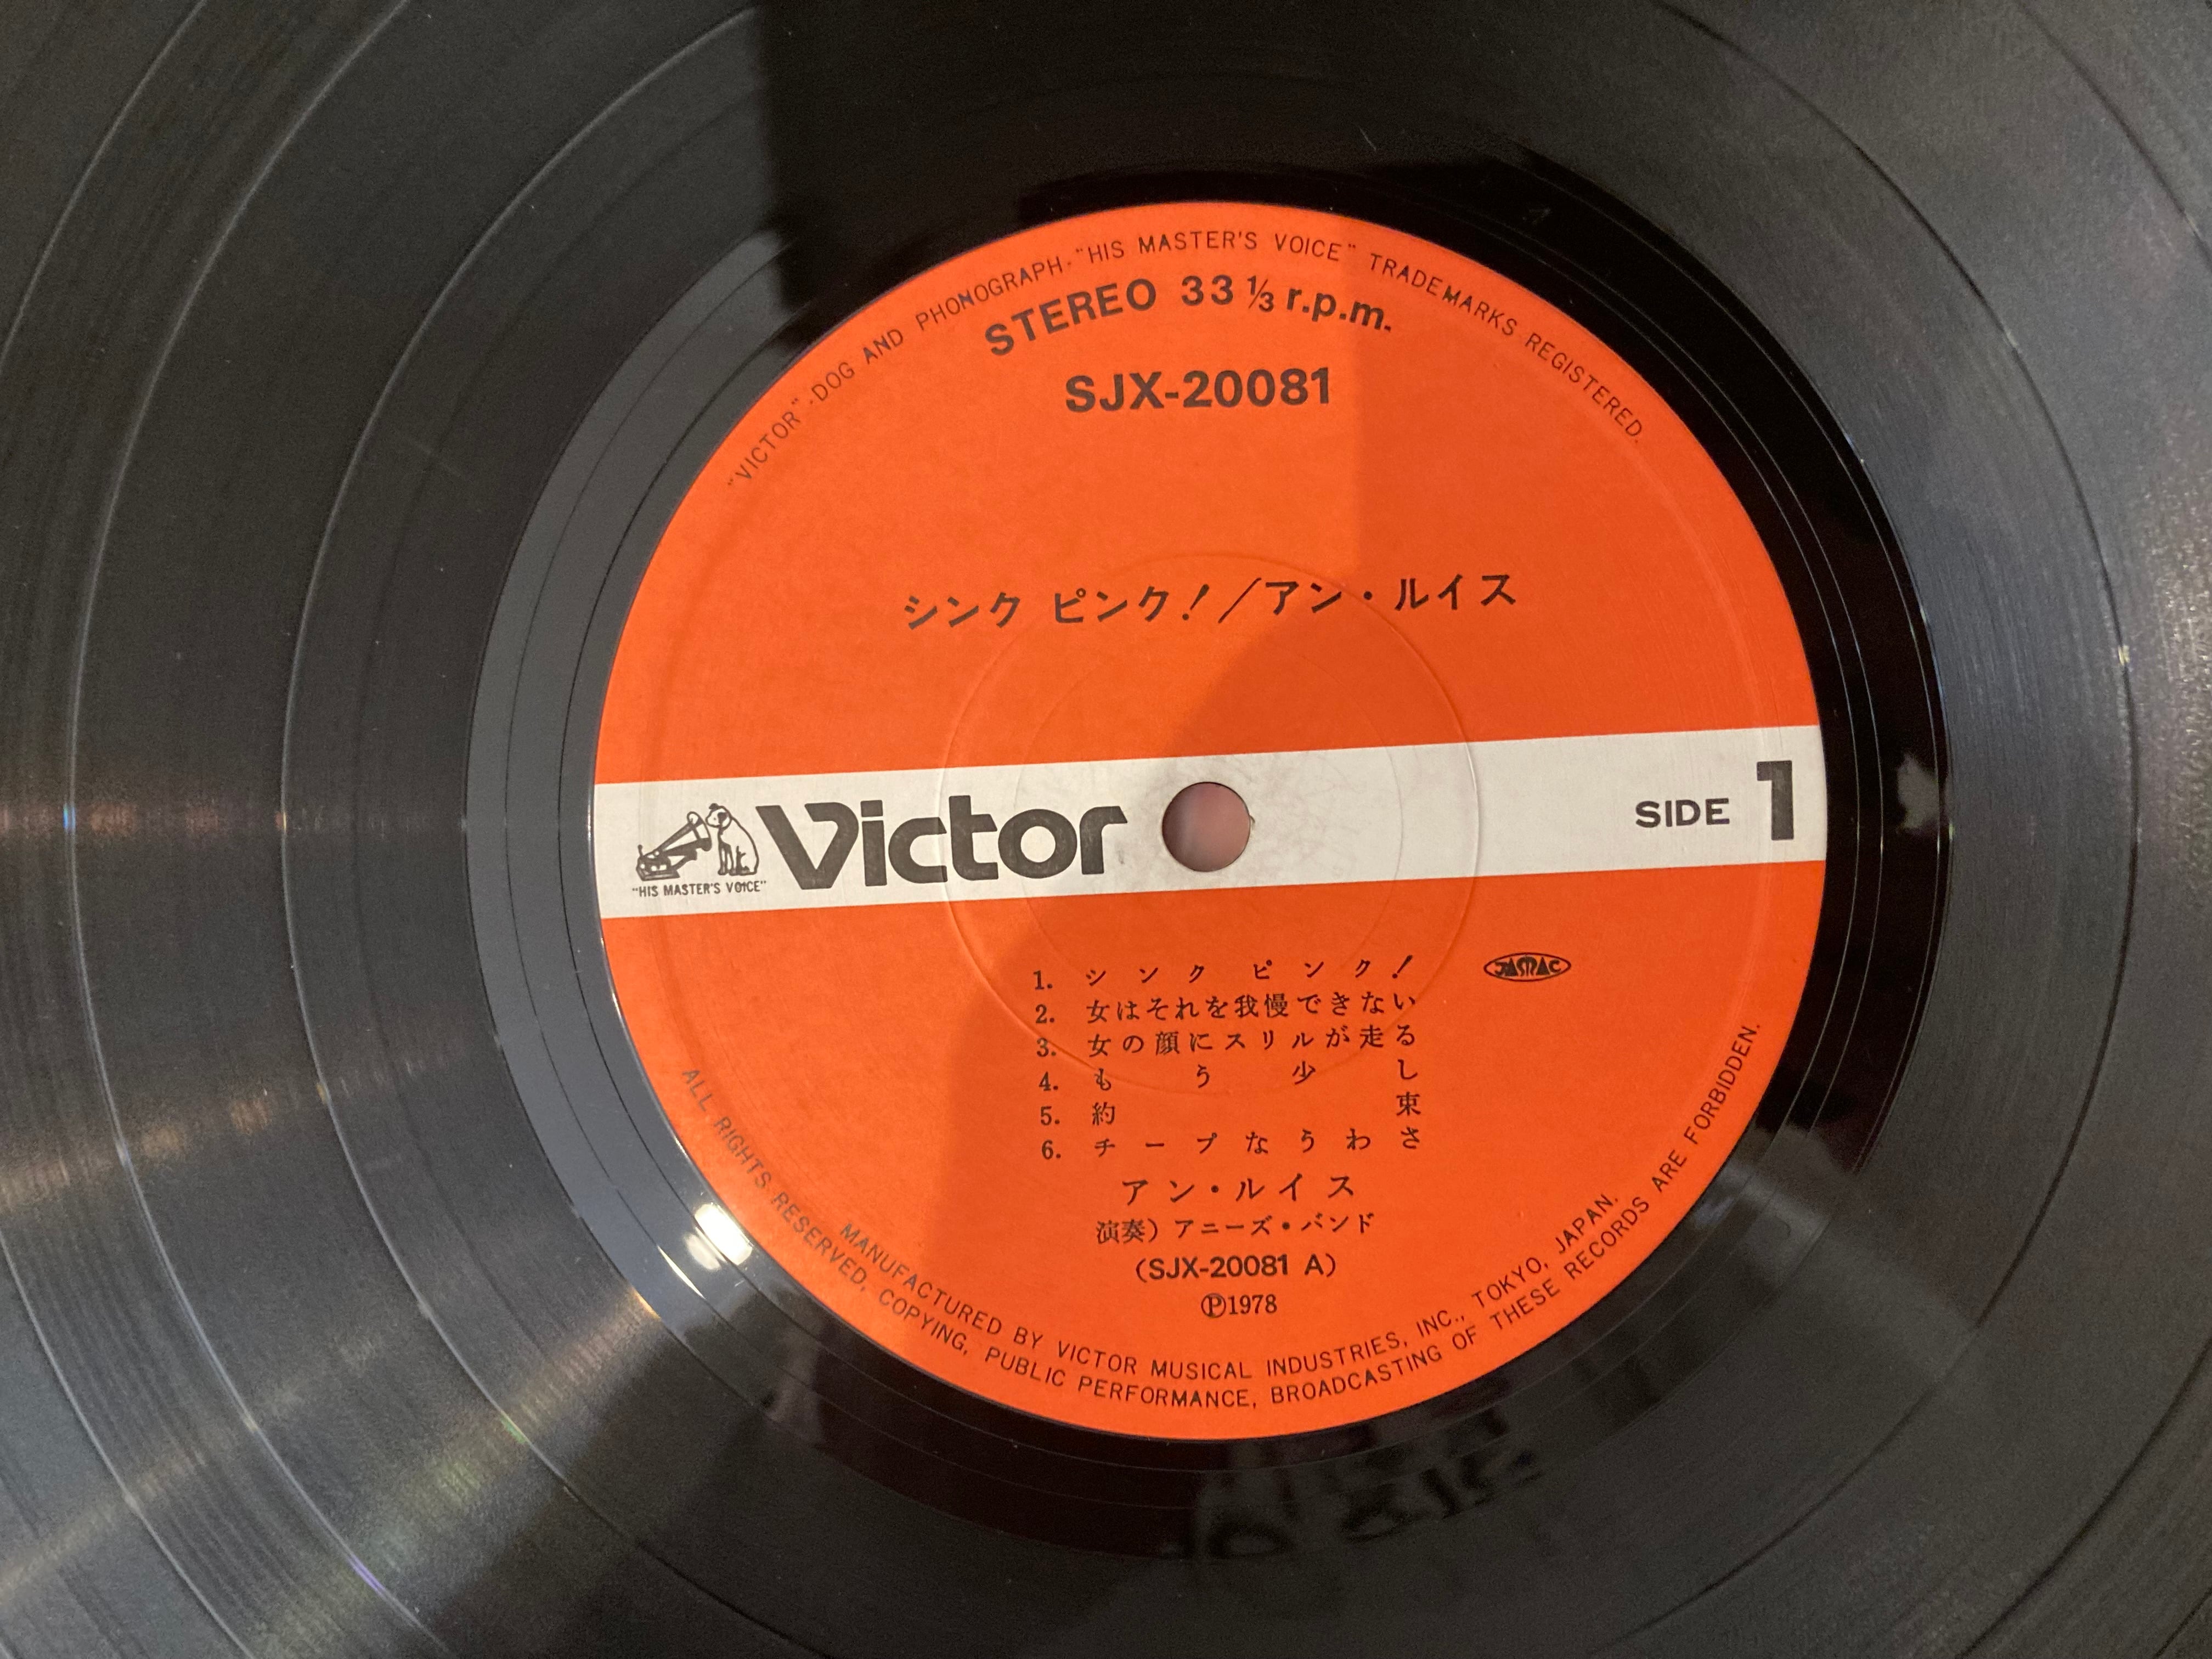 "VICTOR"-DOG AND PHONOGRAPH-"HIS MASTER'S VOICE" TRADEMARKS REGISTERED.
STEREO 33⅓ r.p.m.
SJX-20081
シンク ピンク!/アン・ルイス
"HIS MASTER'S VOICE"
Victor
SIDE 1
1. シンク ピンク!
2. 女はそれを我慢できない
3. 女の顔にスリルが走る
4. もう少し
5. 約束
6. チープなうわさ
JASRAC
アン・ルイス
演奏) アニーズ・バンド
(SJX-20081 A)
Ⓟ1978
MANUFACTURED BY VICTOR MUSICAL INDUSTRIES, INC., TOKYO, JAPAN.
ALL RIGHTS RESERVED, COPYING, PUBLIC PERFORMANCE, BROADCASTING OF THESE RECORDS ARE FORBIDDEN.